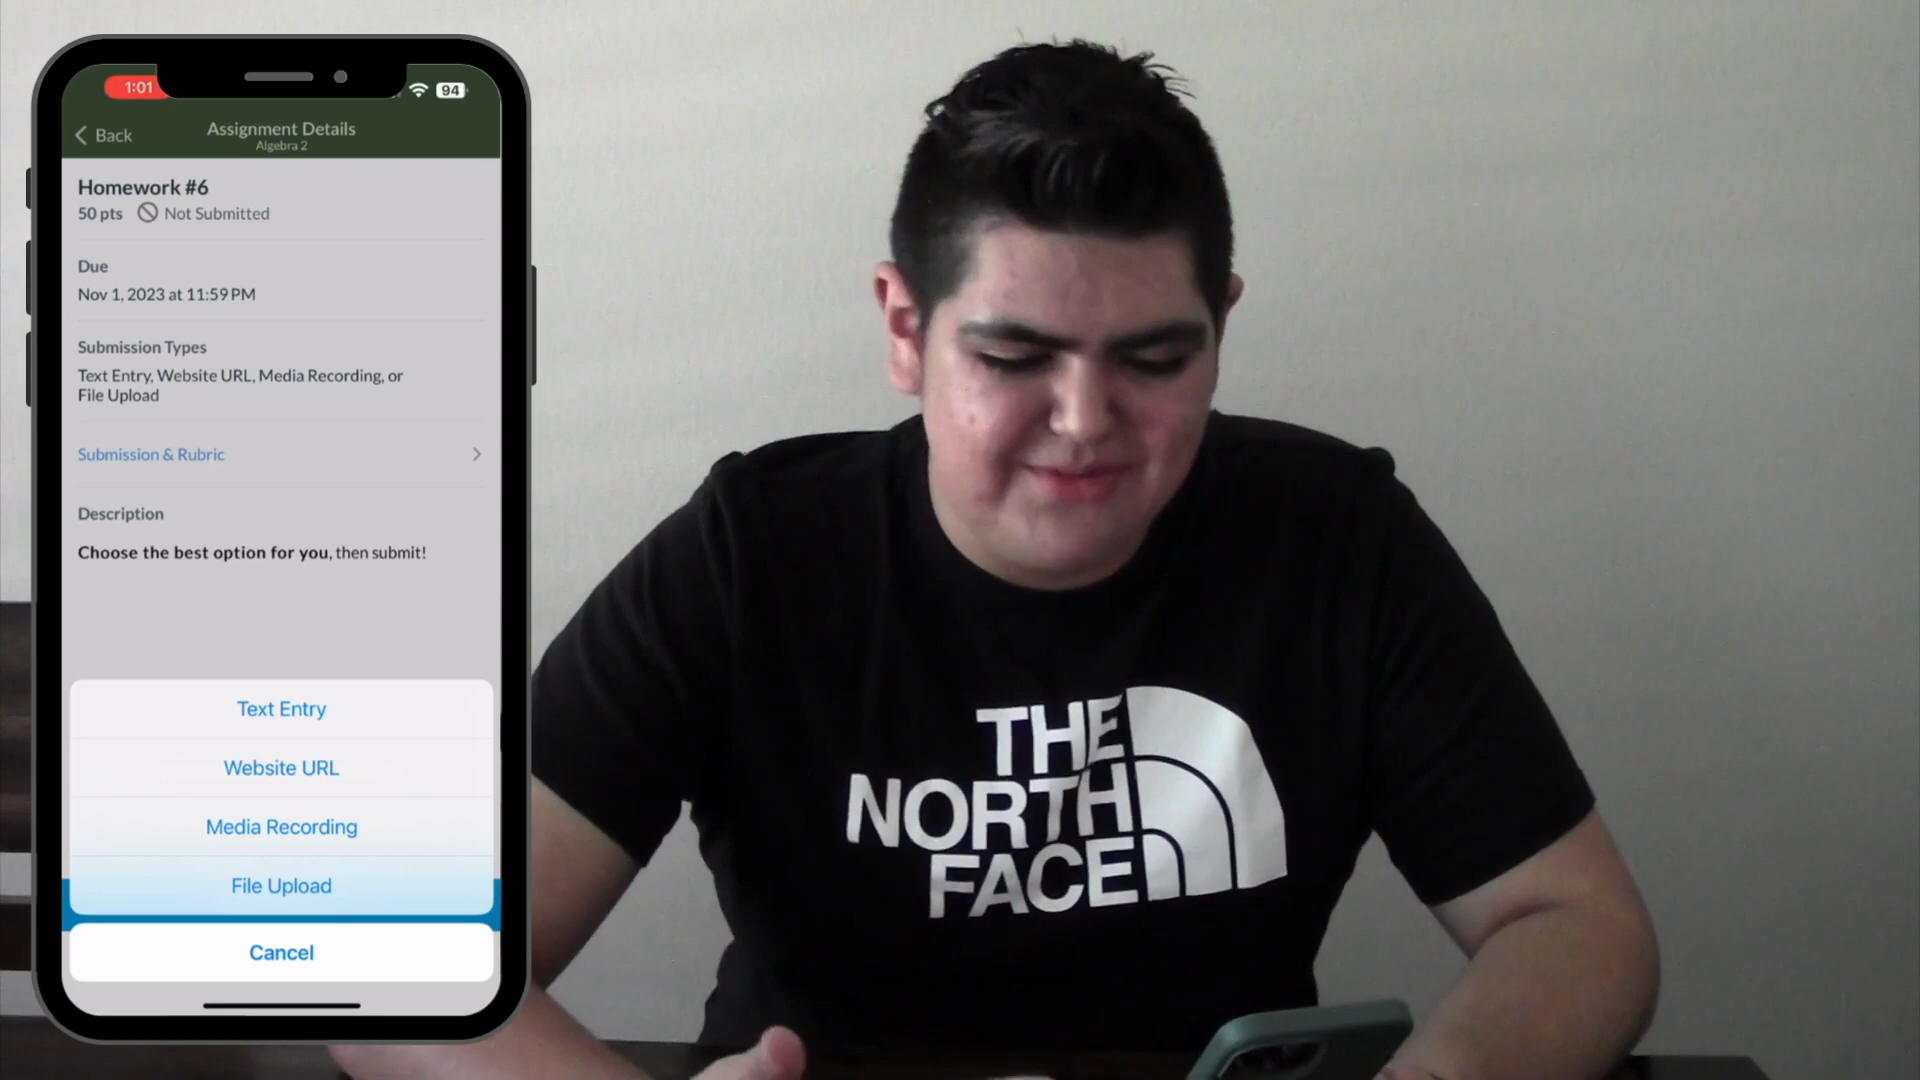 1:01
94
Back
Assignment Details
Algebra 2
Homework #6
50 pts Not Submitted
Due
Nov 1, 2023 at 11:59 PM
Submission Types
Text Entry, Website URL, Media Recording, or
File Upload
Submission & Rubric
Description
Choose the best option for you, then submit!
Text Entry
Website URL
Media Recording
File Upload
Cancel
THE
NORTH
FACE